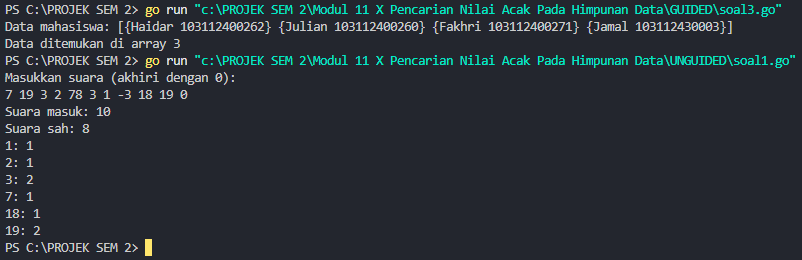 PS C:\PROJEK SEM 2> go run "c:\PROJEK SEM 2\Modul 11 X Pencarian Nilai Acak Pada Himpunan Data\GUIDED\soal3.go"
Data mahasiswa: [{Haidar 103112400262} {Julian 103112400260} {Fakhri 103112400271} {Jamal 103112430003}]
Data ditemukan di array 3
PS C:\PROJEK SEM 2> go run "c:\PROJEK SEM 2\Modul 11 X Pencarian Nilai Acak Pada Himpunan Data\UNGUIDED\soal1.go"
Masukkan suara (akhiri dengan 0):
7 19 3 2 78 3 1 -3 18 19 0
Suara masuk: 10
Suara sah: 8
1: 1
2: 1
3: 2
7: 1
18: 1
19: 2
PS C:\PROJEK SEM 2>